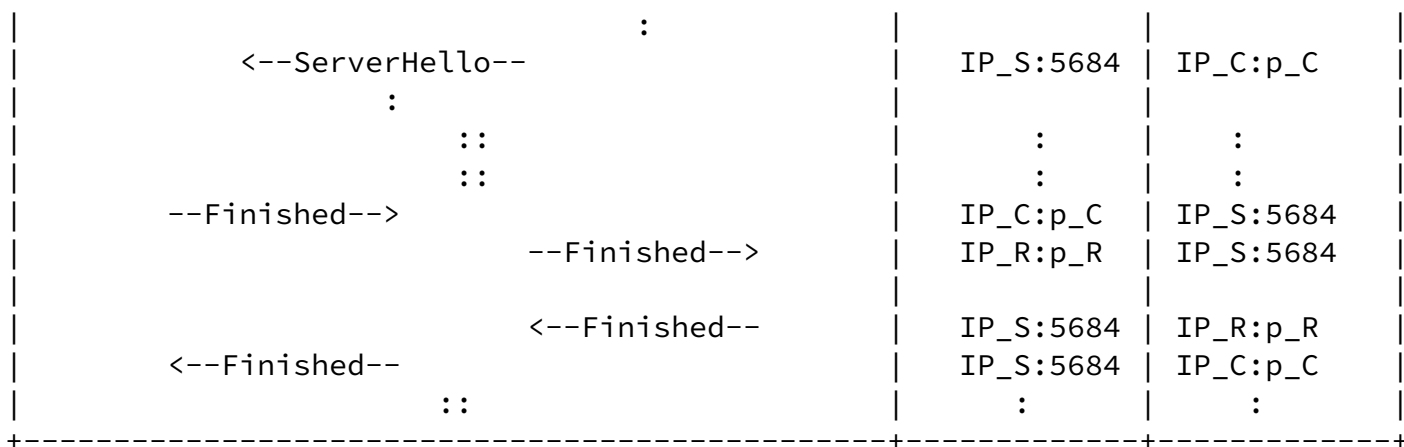 |                                  :             |             |             |
|            <--ServerHello--                    |   IP_S:5684 | IP_C:p_C    |
|                    :                           |             |             |
|                        ::                      |       :     |    :        |
|                        ::                      |       :     |    :        |
|        --Finished-->                           |   IP_C:p_C  | IP_S:5684   |
|                            --Finished-->       |   IP_R:p_R  | IP_S:5684   |
|                                                |             |             |
|                            <--Finished--       |   IP_S:5684 | IP_R:p_R    |
|        <--Finished--                           |   IP_S:5684 | IP_C:p_C    |
|                       ::                       |      :      |     :       |
+------------------------------------------------+-------------+-------------+